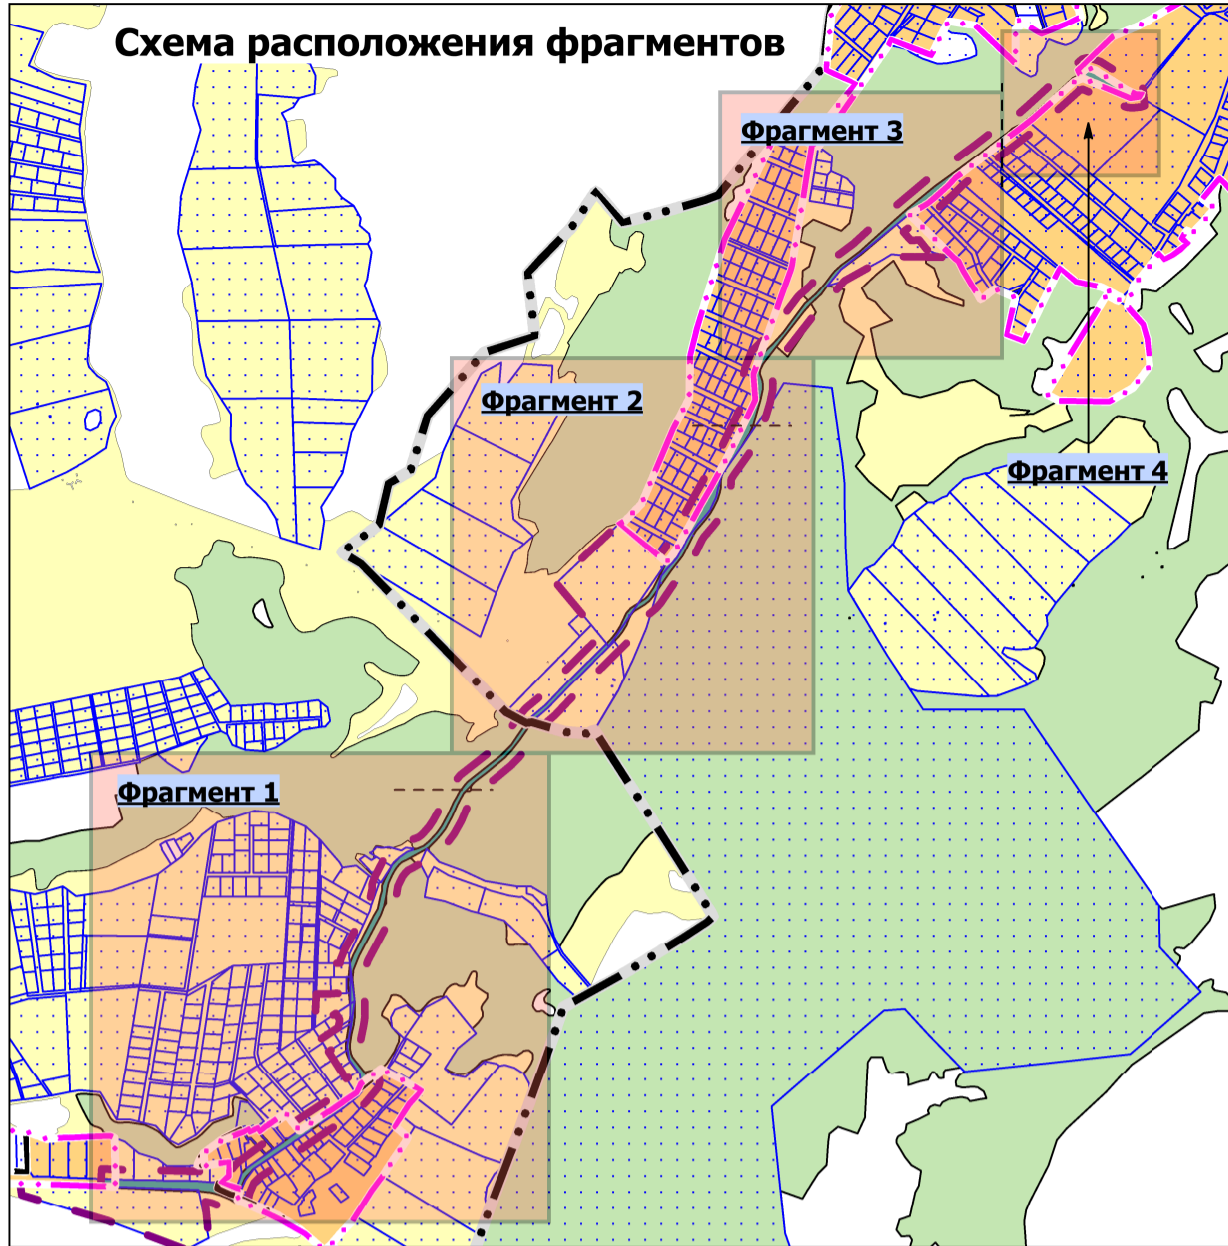 Схема расположения фрагментов
Фрагмент 3
Фрагмент 2
Фрагмент 4
Фрагмент 1